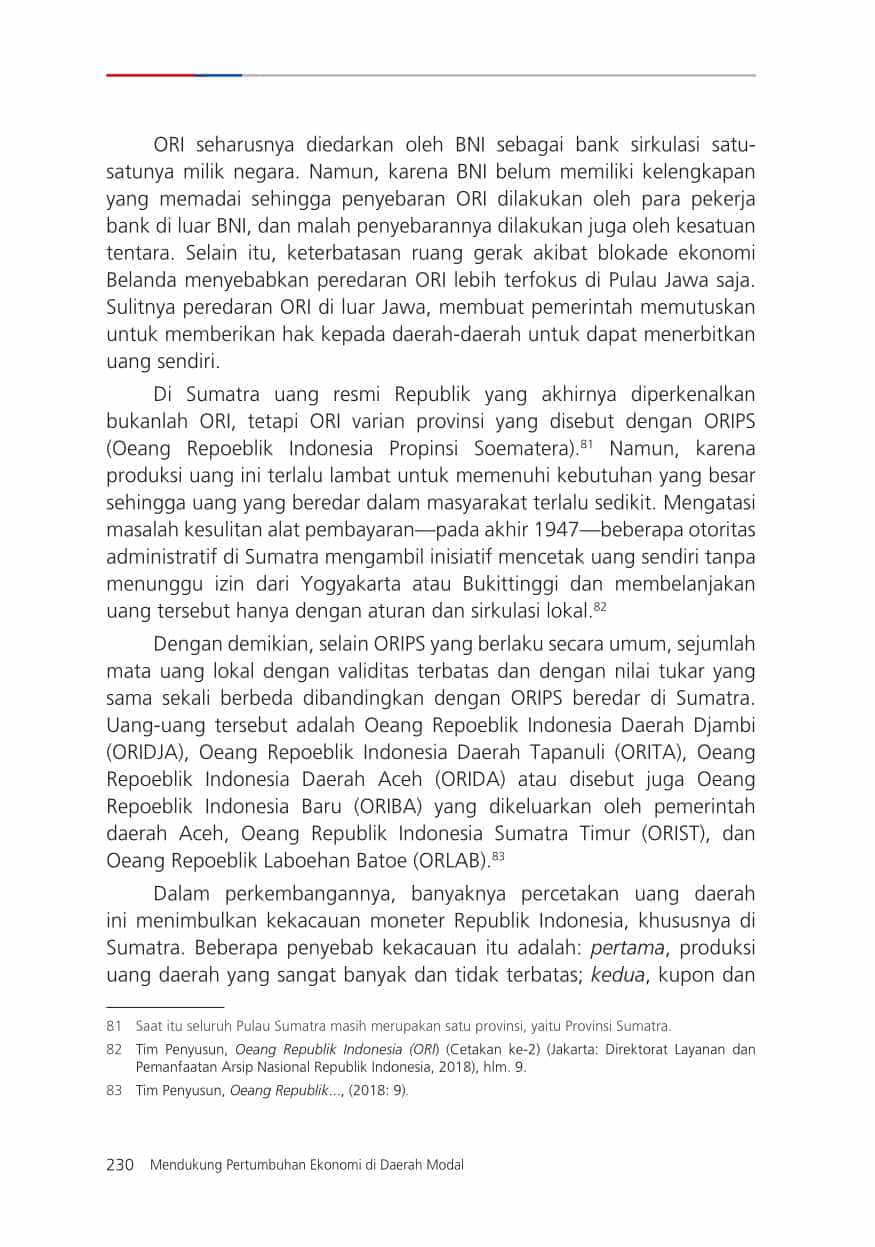 ORI seharusnya diedarkan oleh BNI sebagai bank sirkulasi satu-
satunya milik negara. Namun, karena BNI belum memiliki kelengkapan
yang memadai sehingga penyebaran ORI dilakukan oleh para pekerja
bank di luar BNI, dan malah penyebarannya dilakukan juga oleh kesatuan
tentara. Selain itu, keterbatasan ruang gerak akibat blokade ekonomi
Belanda menyebabkan peredaran ORI lebih terfokus di Pulau Jawa saja.
Sulitnya peredaran ORI di luar Jawa, membuat pemerintah memutuskan
untuk memberikan hak kepada daerah-daerah untuk dapat menerbitkan
uang sendiri.
Di Sumatra uang resmi Republik yang akhirnya diperkenalkan
bukanlah ORI, tetapi ORI varian provinsi yang disebut dengan ORIPS
(Oeang Repoeblik Indonesia Propinsi Soematera).81 Namun, karena
produksi uang ini terlalu lambat untuk memenuhi kebutuhan yang besar
sehingga uang yang beredar dalam masyarakat terlalu sedikit. Mengatasi
masalah kesulitan alat pembayaran—pada akhir 1947—beberapa otoritas
administratif di Sumatra mengambil inisiatif mencetak uang sendiri tanpa
menunggu izin dari Yogyakarta atau Bukittinggi dan membelanjakan
uang tersebut hanya dengan aturan dan sirkulasi lokal.82
Dengan demikian, selain ORIPS yang berlaku secara umum, sejumlah
mata uang lokal dengan validitas terbatas dan dengan nilai tukar yang
sama sekali berbeda dibandingkan dengan ORIPS beredar di Sumatra.
Uang-uang tersebut adalah Oeang Repoeblik Indonesia Daerah Djambi
(ORIDJA), Oeang Repoeblik Indonesia Daerah Tapanuli (ORITA), Oeang
Repoeblik Indonesia Daerah Aceh (ORIDA) atau disebut juga Oeang
Repoeblik Indonesia Baru (ORIBA) yang dikeluarkan oleh pemerintah
daerah Aceh, Oeang Republik Indonesia Sumatra Timur (ORIST), dan
Oeang Repoeblik Laboehan Batoe (ORLAB).83
Dalam perkembangannya, banyaknya percetakan uang daerah
ini menimbulkan kekacauan moneter Republik Indonesia, khususnya di
Sumatra. Beberapa penyebab kekacauan itu adalah: pertama, produksi
uang daerah yang sangat banyak dan tidak terbatas; kedua, kupon dan
81 Saat itu seluruh Pulau Sumatra masih merupakan satu provinsi, yaitu Provinsi Sumatra.
82 Tim Penyusun, Oeang Republik Indonesia (ORI) (Cetakan ke-2) (Jakarta: Direktorat Layanan dan
Pemanfaatan Arsip Nasional Republik Indonesia, 2018), hlm. 9.
83 Tim Penyusun, Oeang Republik..., (2018: 9).
230 Mendukung Pertumbuhan Ekonomi di Daerah Modal